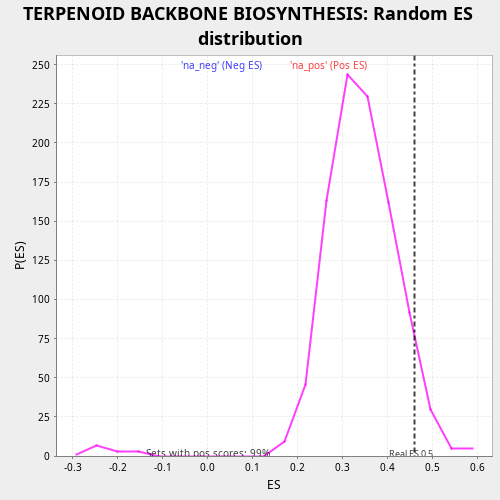 TERPENOID BACKBONE BIOSYNTHESIS: Random ES
distribution
'na_neg' (Neg ES)
'na_pos' (Pos ES)
P(ES)
250
225
200
175
150
125
100
75
50
25
0
Sets with pos scores: 99%
Real ES 0.5
-0.3
-0.2
-0.1
0.0
0.1
0.2
0.3
0.4
0.5
0.6
ES